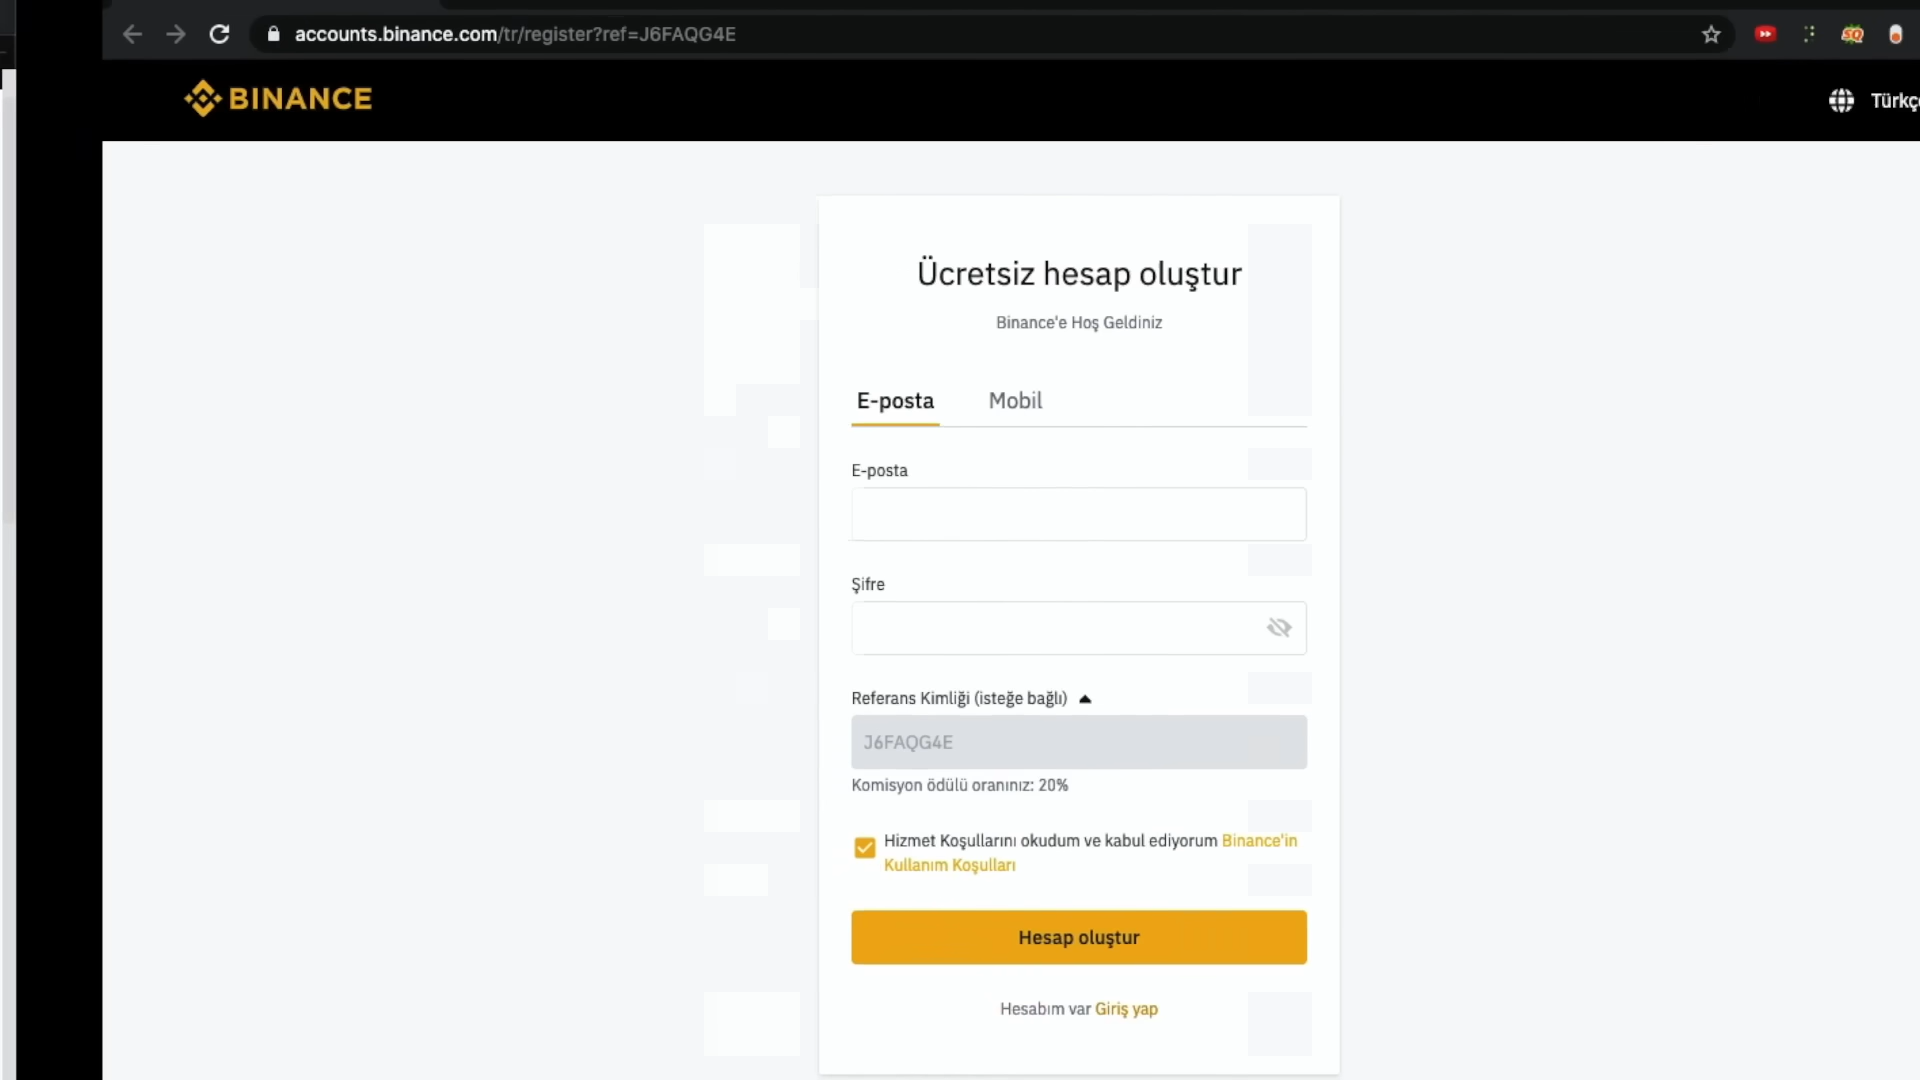 accounts.binance.com/tr/register?ref=J6FAQG4E
SQ
BINANCE
Türkçe
Ücretsiz hesap oluştur
Binance'e Hoş Geldiniz
E-posta Mobil
E-posta
Şifre
Referans Kimliği (isteğe bağlı)
J6FAQG4E
Komisyon ödülü oranınız: 20%
Hizmet Koşullarını okudum ve kabul ediyorum Binance'in
Kullanım Koşulları
Hesap oluştur
Hesabım var Giriş yap